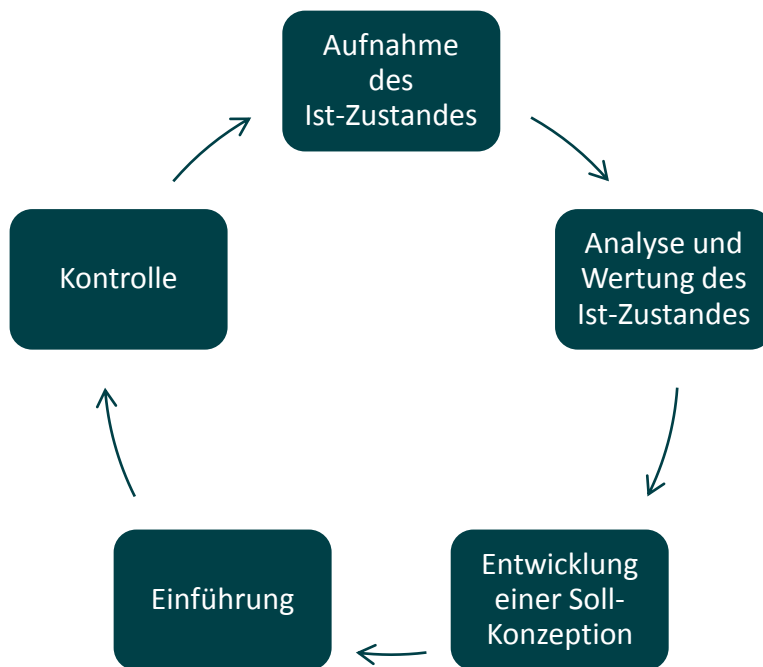 Aufnahme
des
Ist-Zustandes
Analyse und
Wertung des
Ist-Zustandes
Entwicklung
einer Soll-
Konzeption
Einführung
Kontrolle